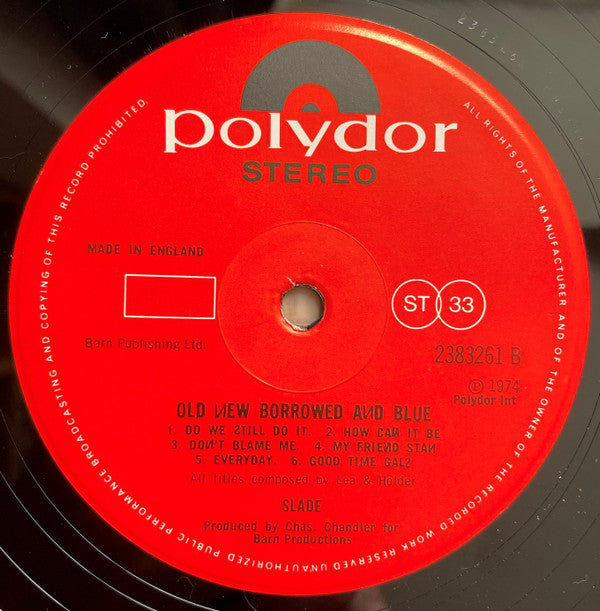 polydor
STEREO
MADE IN ENGLAND
ST 33
Barn Publishing Ltd.
2383261 B
Ⓟ 1974
Polydor Int
OLD NEW BORROWED AND BLUE
1. DO WE STILL DO IT. 2. HOW CAN IT BE
3. DON'T BLAME ME. 4. MY FRIEND STAN
5. EVERYDAY. 6. GOOD TIME GALS
All titles composed by Lea & Holder
SLADE
Produced by Chas. Chandler for
Barn Productions
ALL RIGHTS OF THE MANUFACTURER AND OF THE OWNER OF THE RECORDED WORK RESERVED UNAUTHORIZED PUBLIC PERFORMANCE BROADCASTING AND COPYING OF THIS RECORD PROHIBITED.